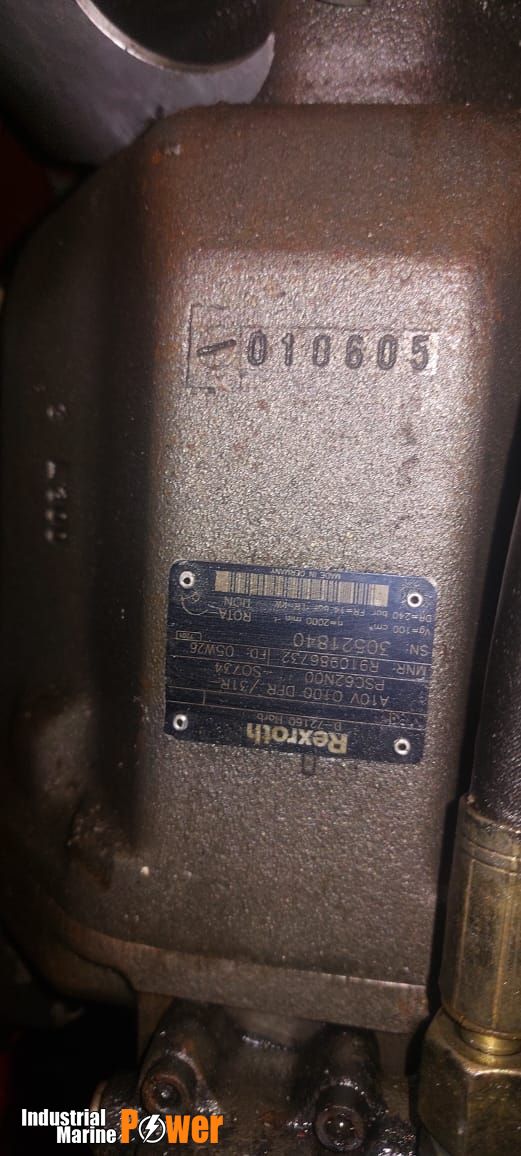 010605
Rexroth
D-72160 Horb
A10V O100 DFR /31R
PSC62N00 -SO734
MNR: R910986732 FD: 05W26
SN: 30521840
Vg=100 cm³ n=2000 min⁻¹
DR=240 bar FR=14 bar
ROTA
TION
MADE IN GERMANY
Industrial
Marine Power